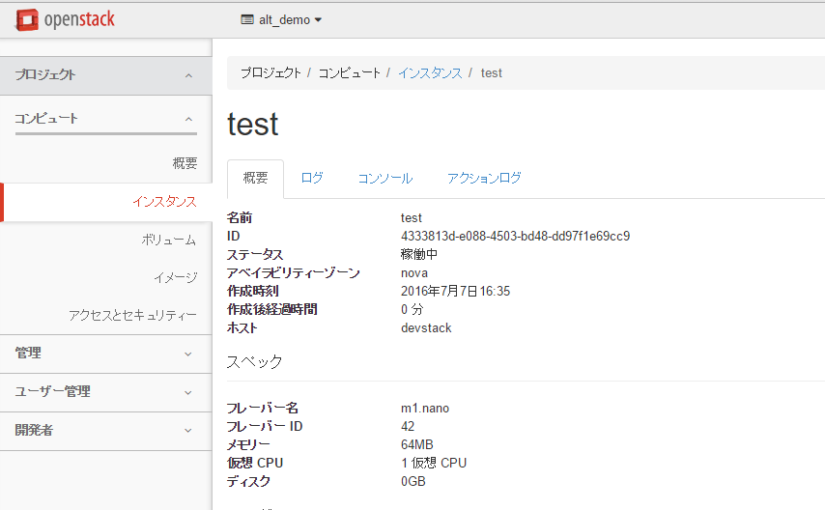 openstack
alt_demo
プロジェクト
コンピュート
概要
インスタンス
ボリューム
イメージ
アクセスとセキュリティー
管理
ユーザー管理
開発者
プロジェクト / コンピュート / インスタンス / test
test
概要 ログ コンソール アクションログ
名前 test
ID 4333813d-e088-4503-bd48-dd97f1e69cc9
ステータス 稼働中
アベイラビリティーゾーン nova
作成時刻 2016年7月7日16:35
作成後経過時間 0 分
ホスト devstack
スペック
フレーバー名 m1.nano
フレーバー ID 42
メモリー 64MB
仮想 CPU 1 仮想 CPU
ディスク 0GB